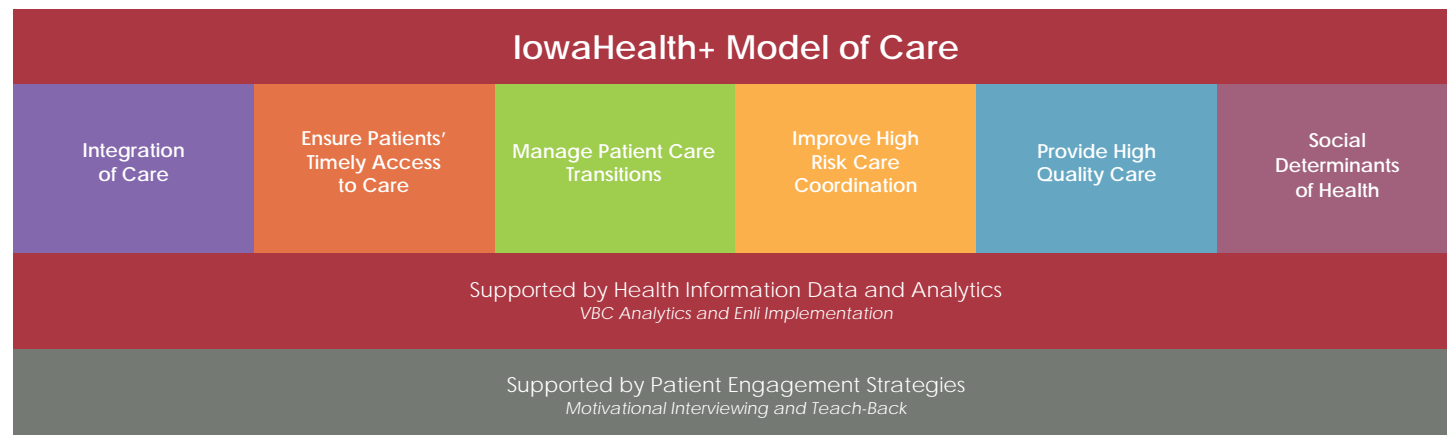 IowaHealth+ Model of Care
Integration
of Care
Ensure Patients’
Timely Access
to Care
Manage Patient Care
Transitions
Improve High
Risk Care
Coordination
Provide High
Quality Care
Social
Determinants
of Health
Supported by Health Information Data and Analytics
VBC Analytics and Enli Implementation
Supported by Patient Engagement Strategies
Motivational Interviewing and Teach-Back